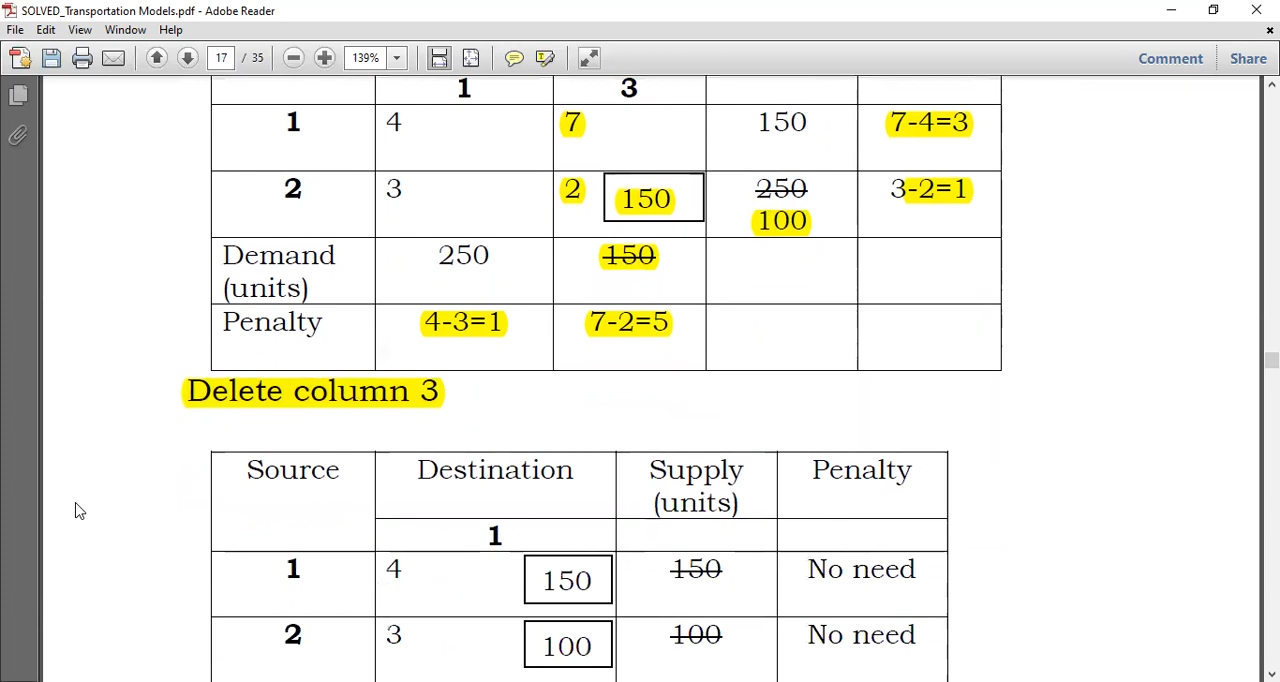 SOLVED_Transportation Models.pdf - Adobe Reader
File Edit View Window Help
17 / 35 139% Comment Share
1 3
1 4 7 150 7-4=3
2 3 2 150 250 3-2=1
100
Demand 250 150
(units)
Penalty 4-3=1 7-2=5
Delete column 3
Source Destination Supply Penalty
(units)
1
1 4 150 150 No need
2 3 100 100 No need